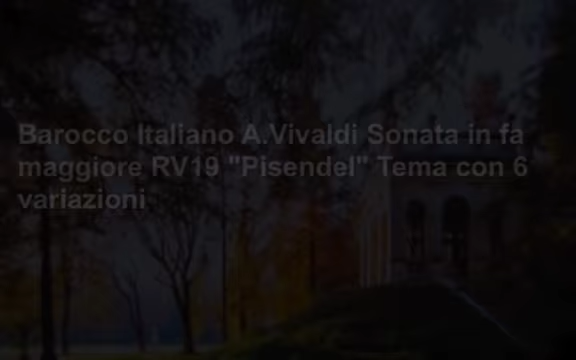 Barocco Italiano A.Vivaldi Sonata in fa
maggiore RV19 "Pisendel" Tema con 6
variazioni